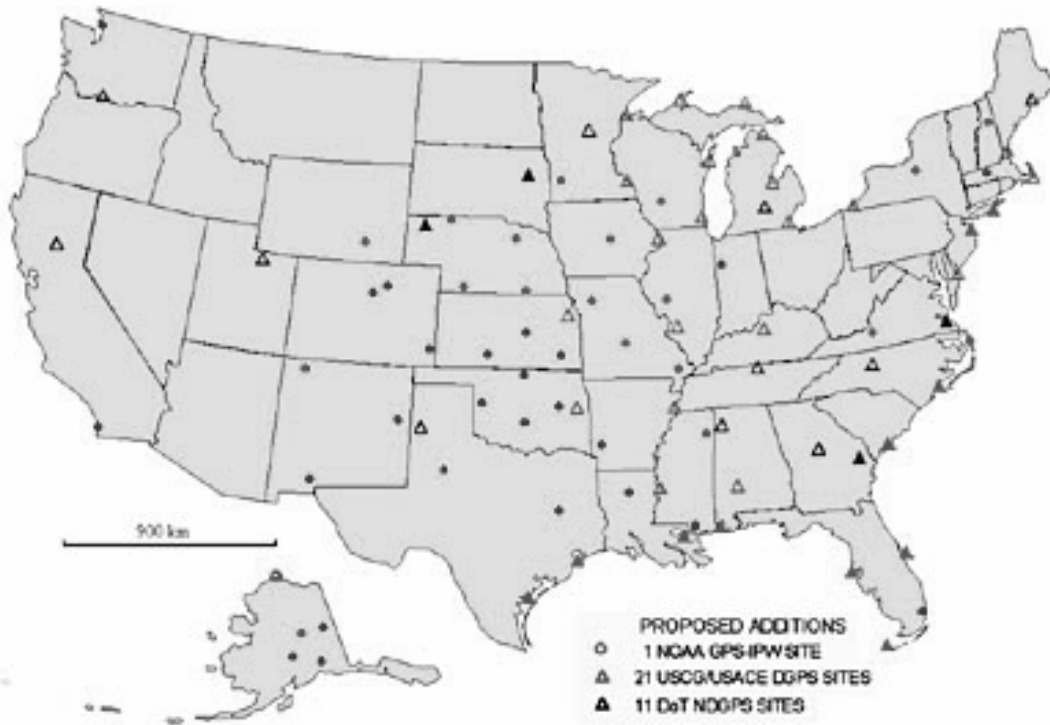 900 km
PROPOSED ADDITIONS
1 NOAA GPS-IPW SITE
21 USCG/USACE DGPS SITES
11 DoT NDGPS SITES